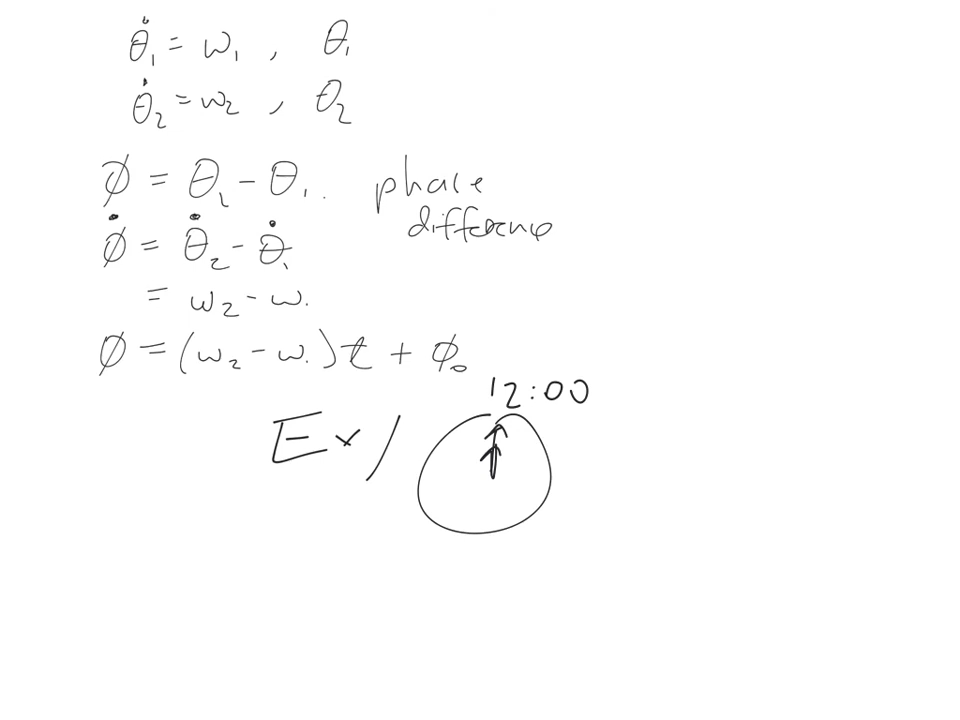 θ̇₁ = ω₁ , θ₁
θ̇₂ = ω₂ , θ₂
φ = θ₂ - θ₁. phase
difference
φ̇ = θ̇₂ - θ̇₁
= ω₂ - ω₁
φ = (ω₂ - ω₁)t + φ₀
12:00
Ex/